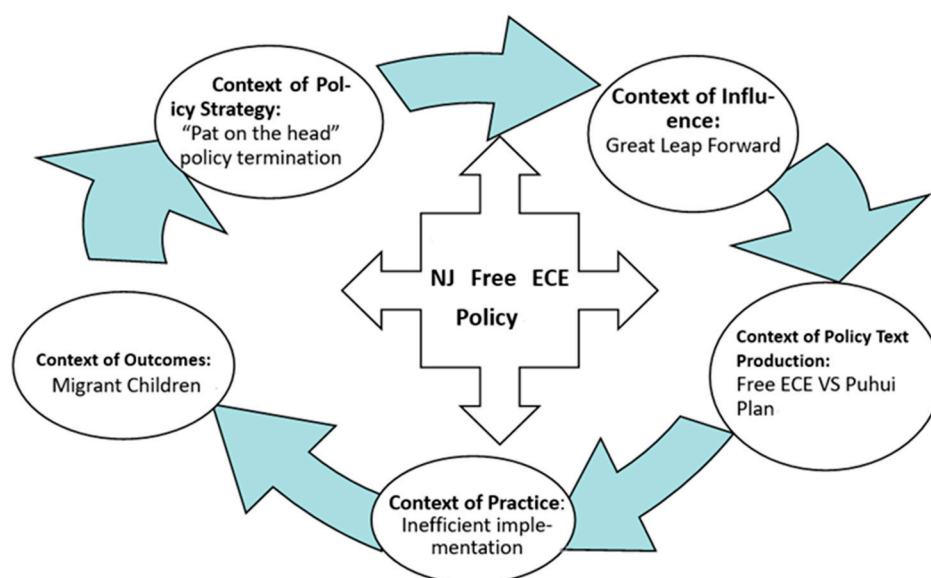 Context of Pol-
icy Strategy:
“Pat on the head”
policy termination
Context of Influ-
ence:
Great Leap Forward
NJ Free ECE
Policy
Context of Policy Text
Production:
Free ECE VS Puhui
Plan
Context of Outcomes:
Migrant Children
Context of Practice:
Inefficient imple-
mentation